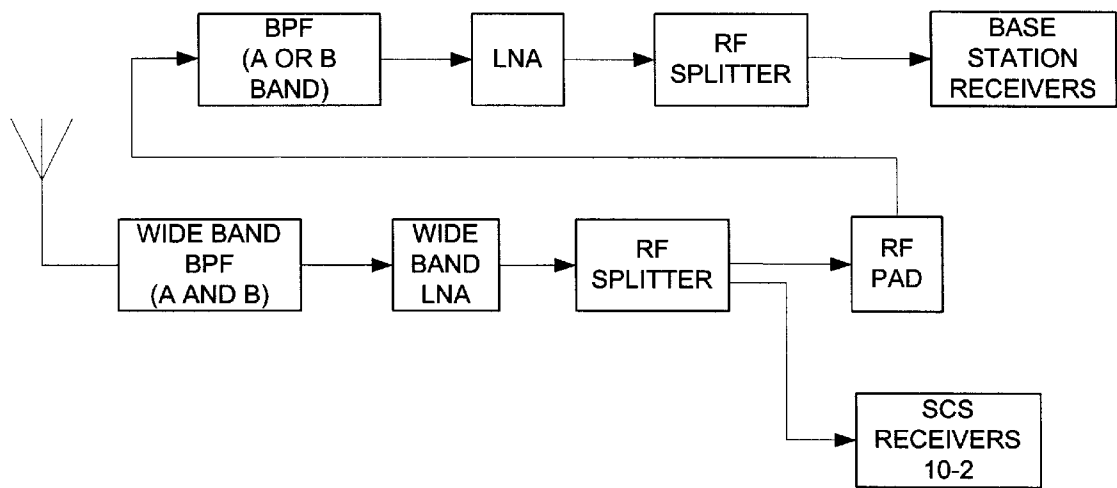 BPF
(A OR B
BAND)
LNA
RF
SPLITTER
BASE
STATION
RECEIVERS
WIDE BAND
BPF
(A AND B)
WIDE
BAND
LNA
RF
SPLITTER
RF
PAD
SCS
RECEIVERS
10-2